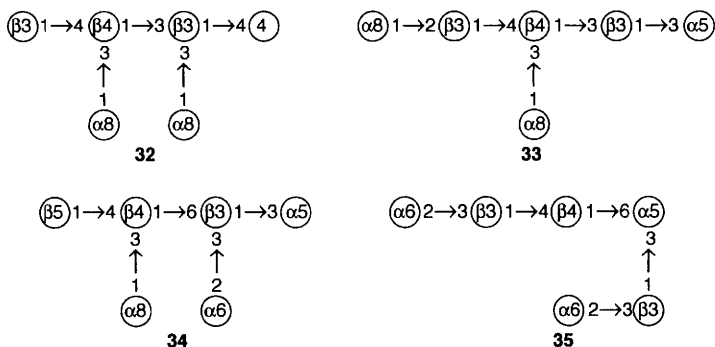 β3 1→4 β4 1→3 β3 1→4 4
3 3
↑ ↑
1 1
α8 α8
32
α8 1→2 β3 1→4 β4 1→3 β3 1→3 α5
3
↑
1
α8
33
β5 1→4 β4 1→6 β3 1→3 α5
3 3
↑ ↑
1 2
α8 α6
34
α6 2→3 β3 1→4 β4 1→6 α5
3
↑
1
α6 2→3 β3
35